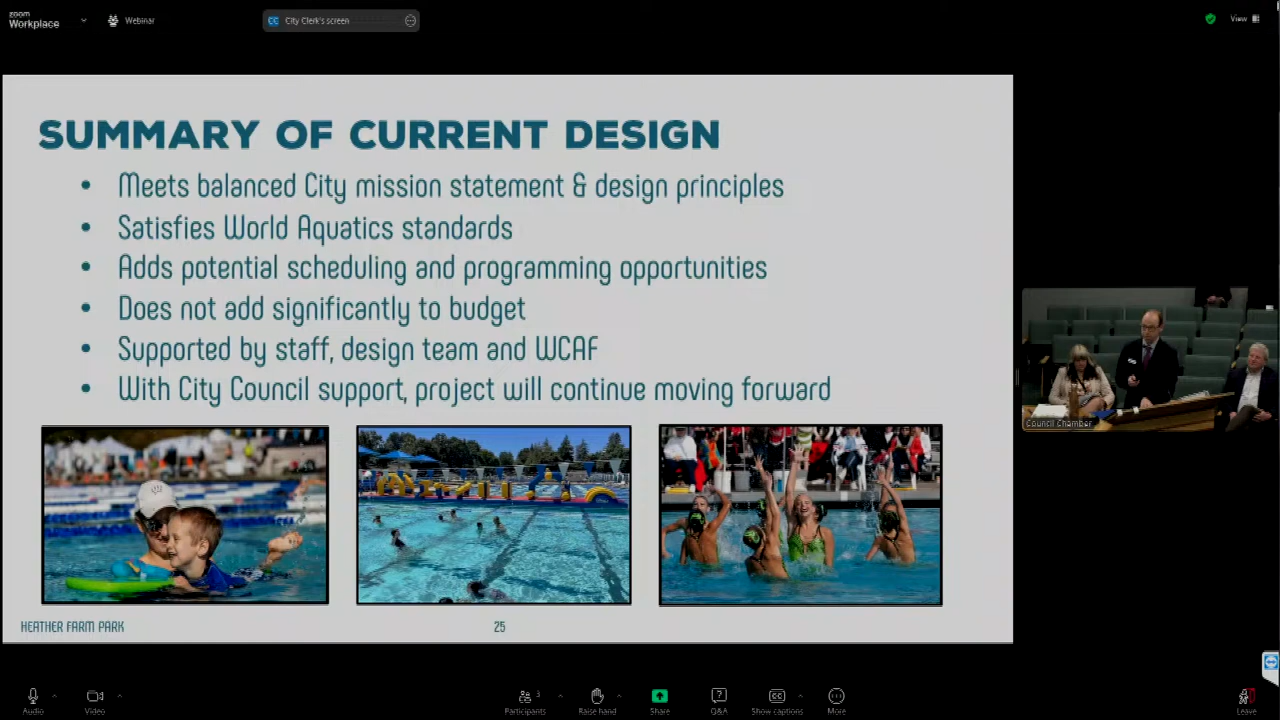 zoom
Workplace
Webinar
CC City Clerk's screen
View
SUMMARY OF CURRENT DESIGN
• Meets balanced City mission statement & design principles
• Satisfies World Aquatics standards
• Adds potential scheduling and programming opportunities
• Does not add significantly to budget
• Supported by staff, design team and WCAF
• With City Council support, project will continue moving forward
HEATHER FARM PARK
25
Council Chamber
3
Audio
Video
Participants
Raise hand
Share
Q&A
CC
Show captions
More
Leave